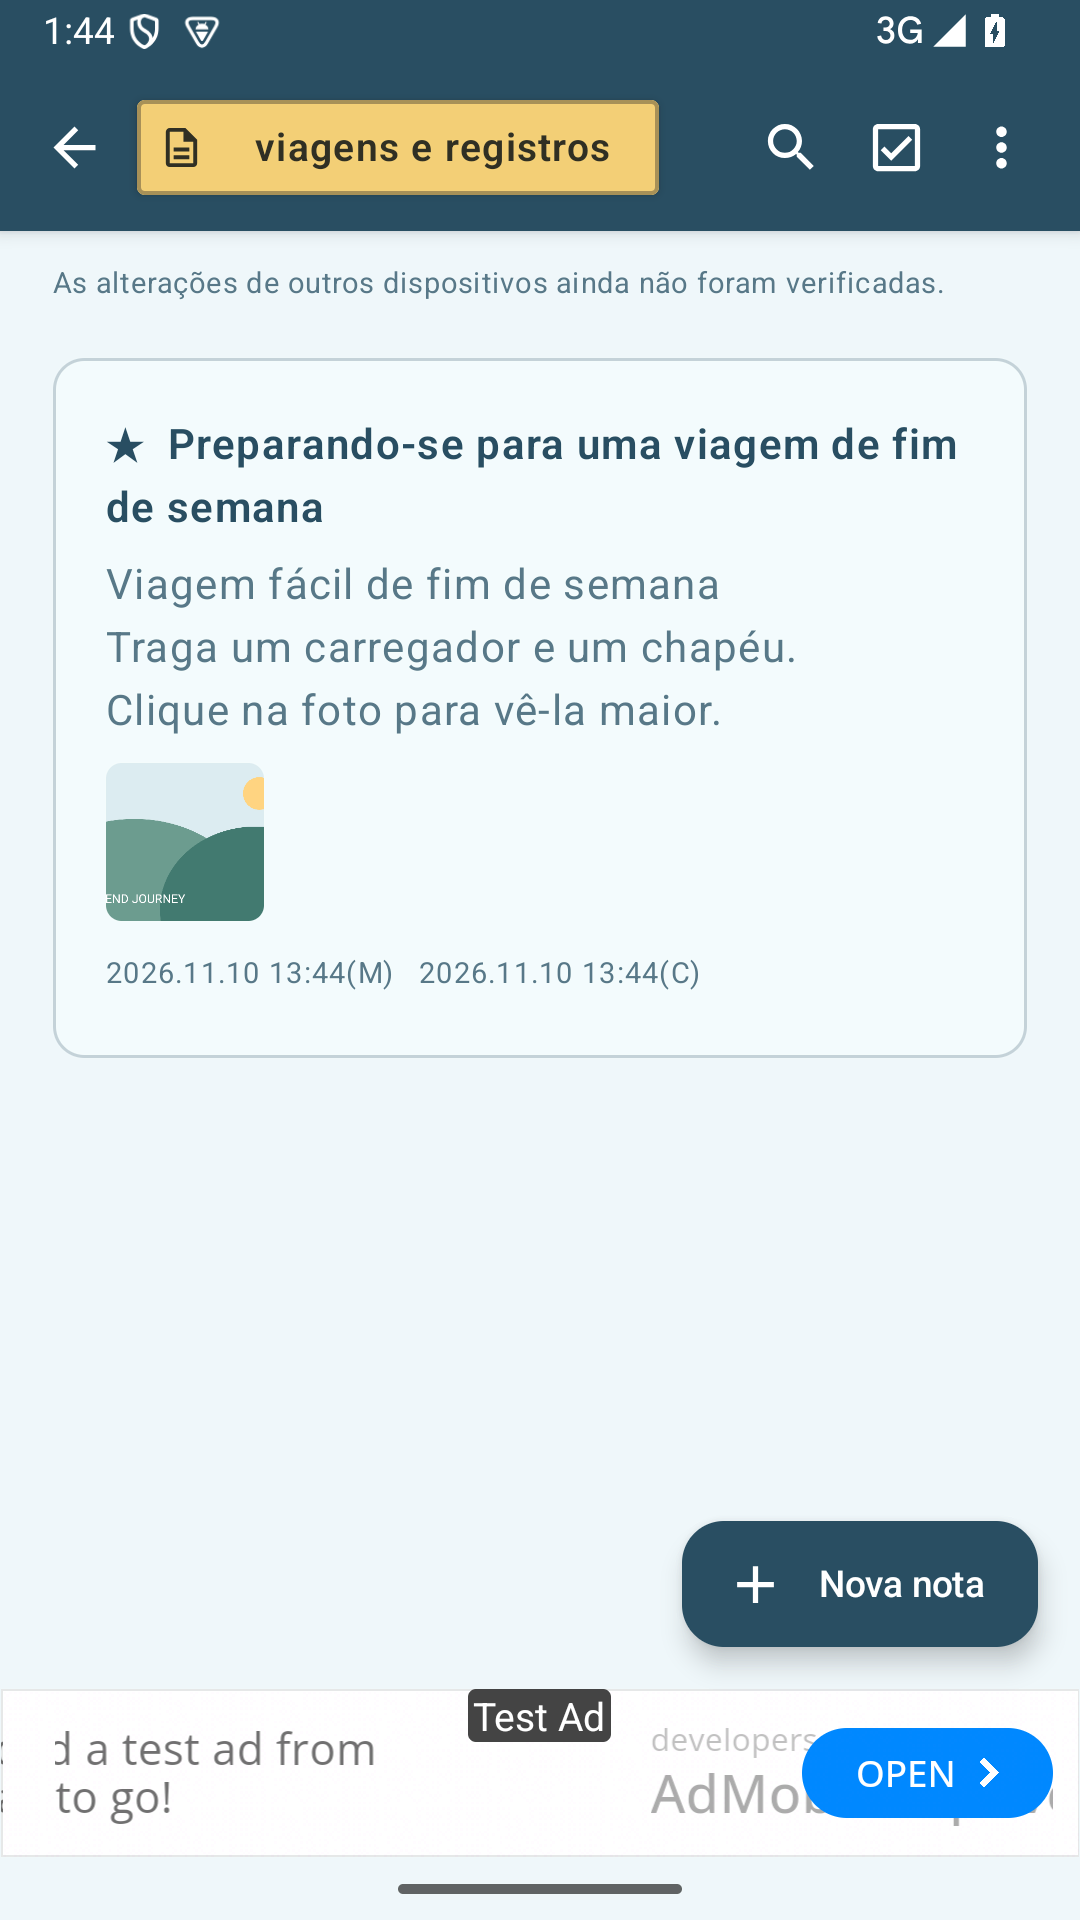 1:44
3G
viagens e registros
As alterações de outros dispositivos ainda não foram verificadas.
★ Preparando-se para uma viagem de fim
de semana
Viagem fácil de fim de semana
Traga um carregador e um chapéu.
Clique na foto para vê-la maior.
END JOURNEY
2026.11.10 13:44(M) 2026.11.10 13:44(C)
Nova nota
Test Ad
d a test ad from
to go!
developers
AdMob
OPEN